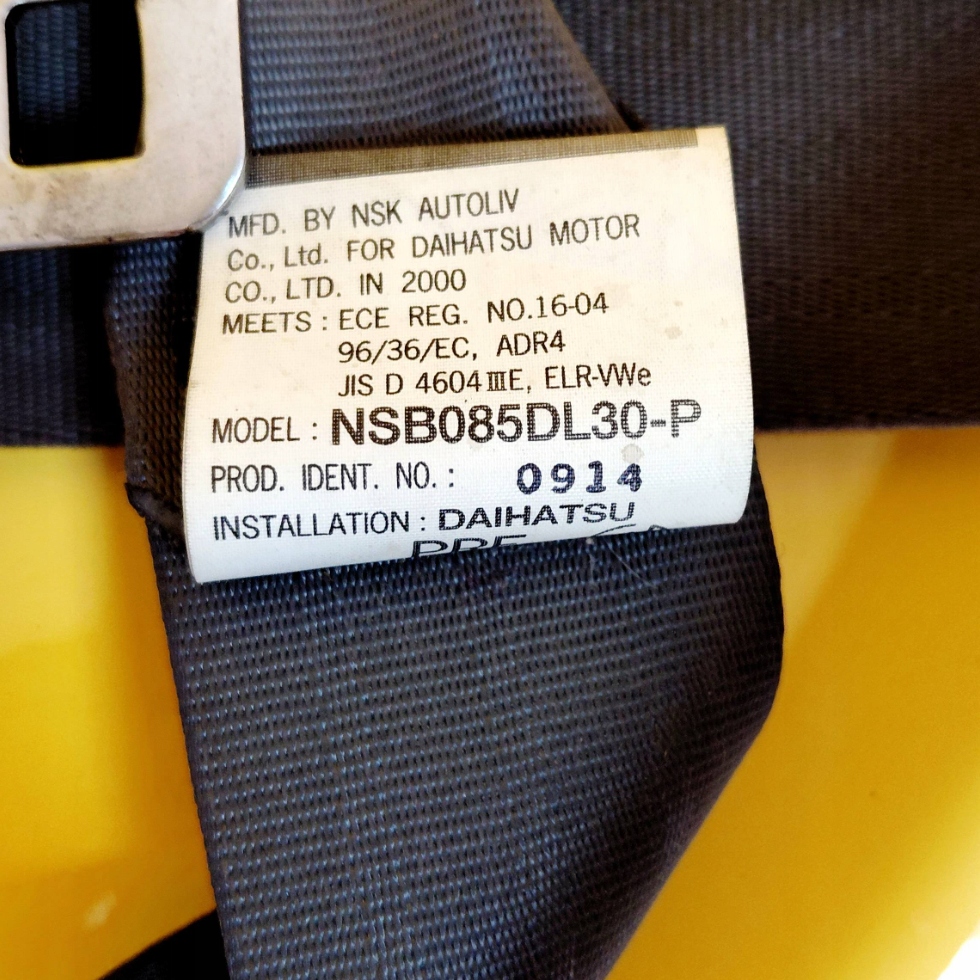 MFD. BY NSK AUTOLIV
Co., Ltd. FOR DAIHATSU MOTOR
CO., LTD. IN 2000
MEETS : ECE REG. NO.16-04
96/36/EC, ADR4
JIS D 4604ⅢE, ELR-VWe
MODEL : NSB085DL30-P
PROD. IDENT. NO. : 0914
INSTALLATION : DAIHATSU